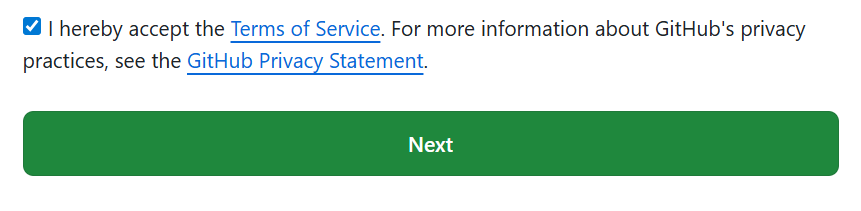 I hereby accept the Terms of Service. For more information about GitHub's privacy
practices, see the GitHub Privacy Statement.
Next